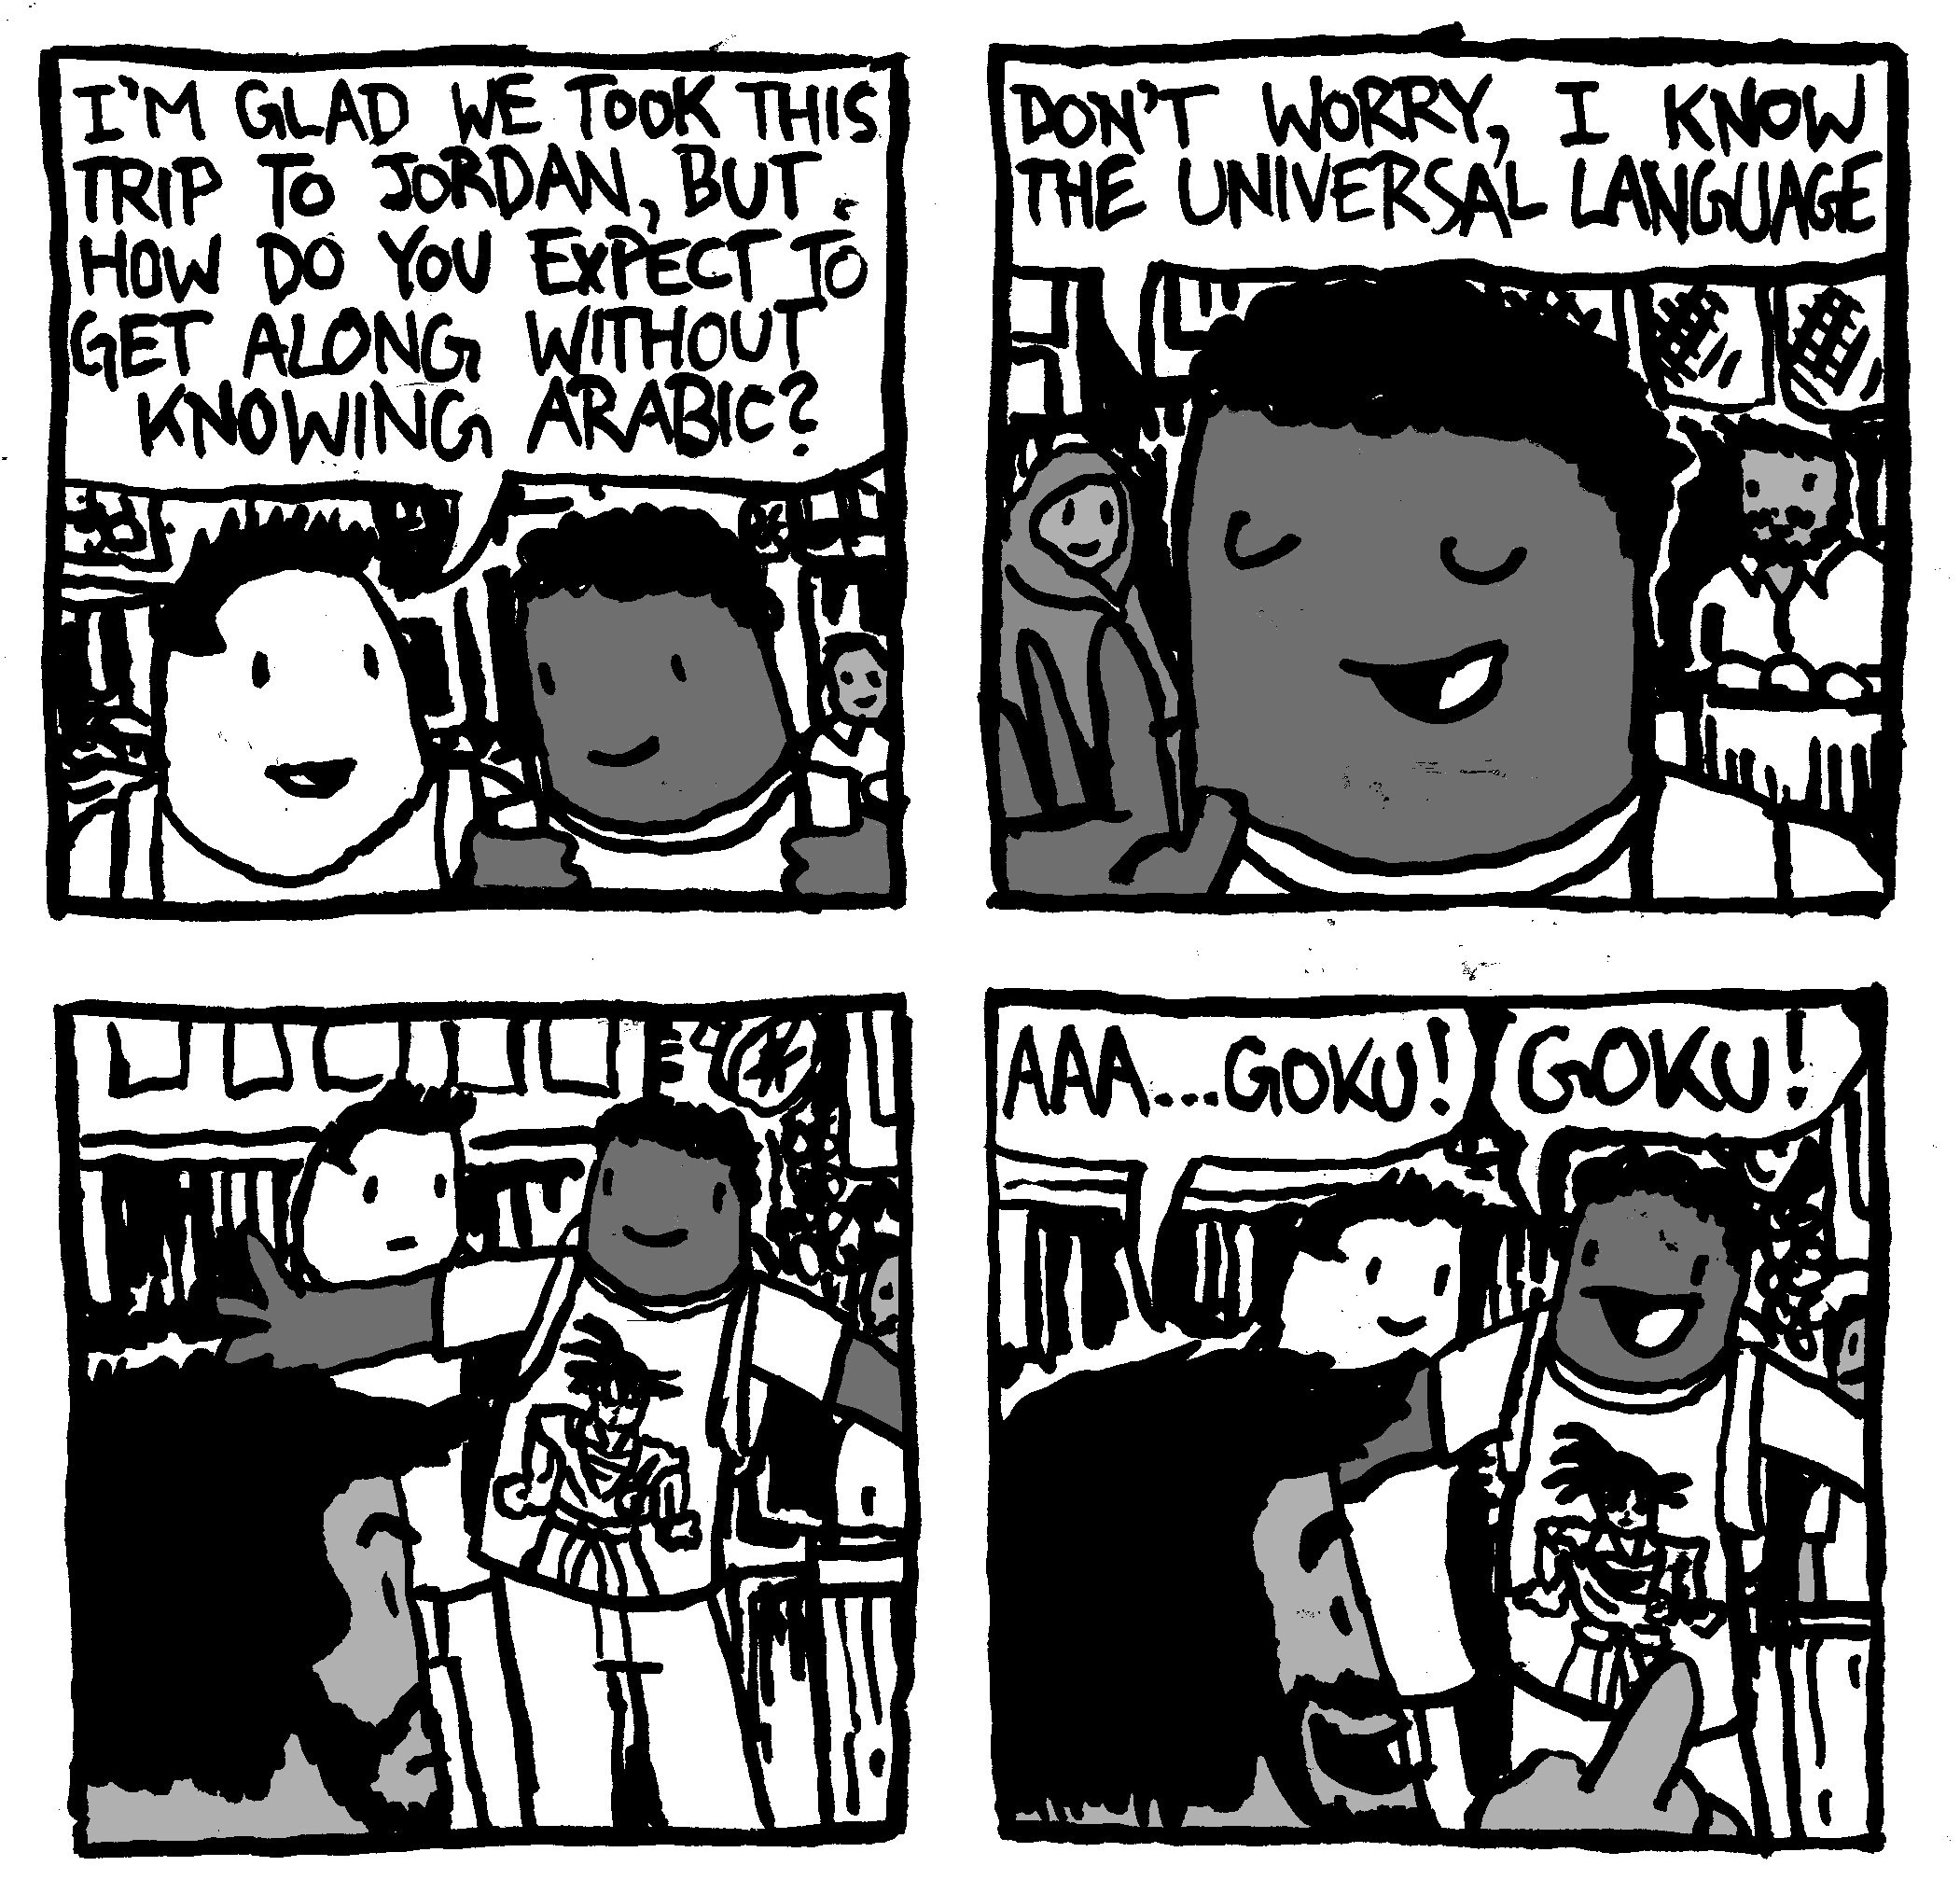 I'M GLAD WE TOOK THIS
TRIP TO JORDAN, BUT
HOW DO YOU EXPECT TO
GET ALONG WITHOUT
KNOWING ARABIC?
DON'T WORRY, I KNOW
THE UNIVERSAL LANGUAGE
AAA...GOKU!
GOKU!